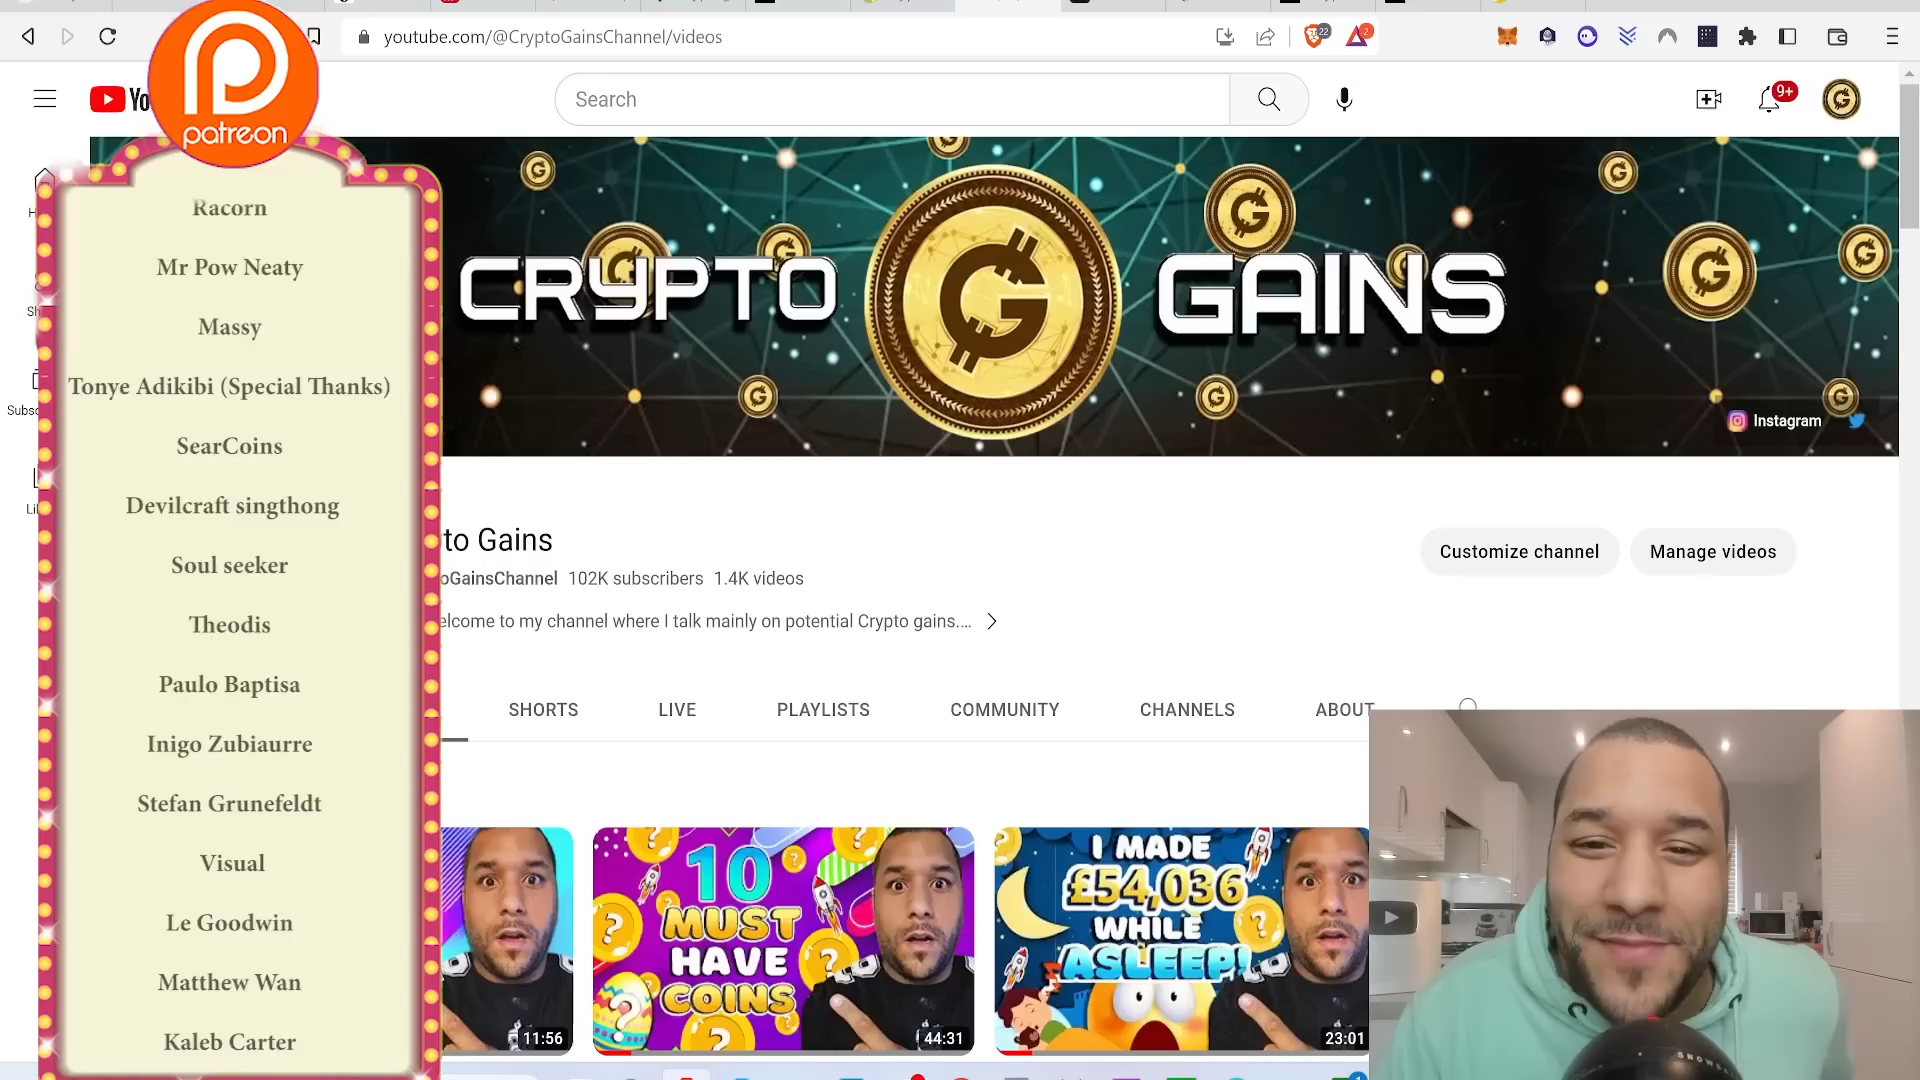 youtube.com/@CryptoGainsChannel/videos
22
2
patreon
Search
9+
Racorn
Mr Pow Neaty
Massy
Tonye Adikibi (Special Thanks)
SearCoins
Devilcraft singthong
Soul seeker
Theodis
Paulo Baptisa
Inigo Zubiaurre
Stefan Grunefeldt
Visual
Le Goodwin
Matthew Wan
Kaleb Carter
CRYPTO
GAINS
Instagram
to Gains
oGainsChannel 102K subscribers 1.4K videos
elcome to my channel where I talk mainly on potential Crypto gains....
Customize channel
Manage videos
SHORTS
LIVE
PLAYLISTS
COMMUNITY
CHANNELS
ABOUT
11:56
10
MUST
HAVE
COINS
44:31
I MADE
£54,036
WHILE
ASLEEP!
23:01